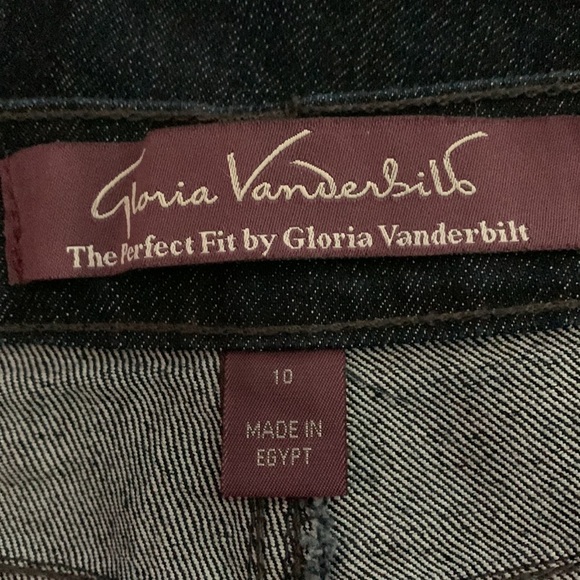 Gloria Vanderbilt
The Perfect Fit by Gloria Vanderbilt
10
MADE IN
EGYPT